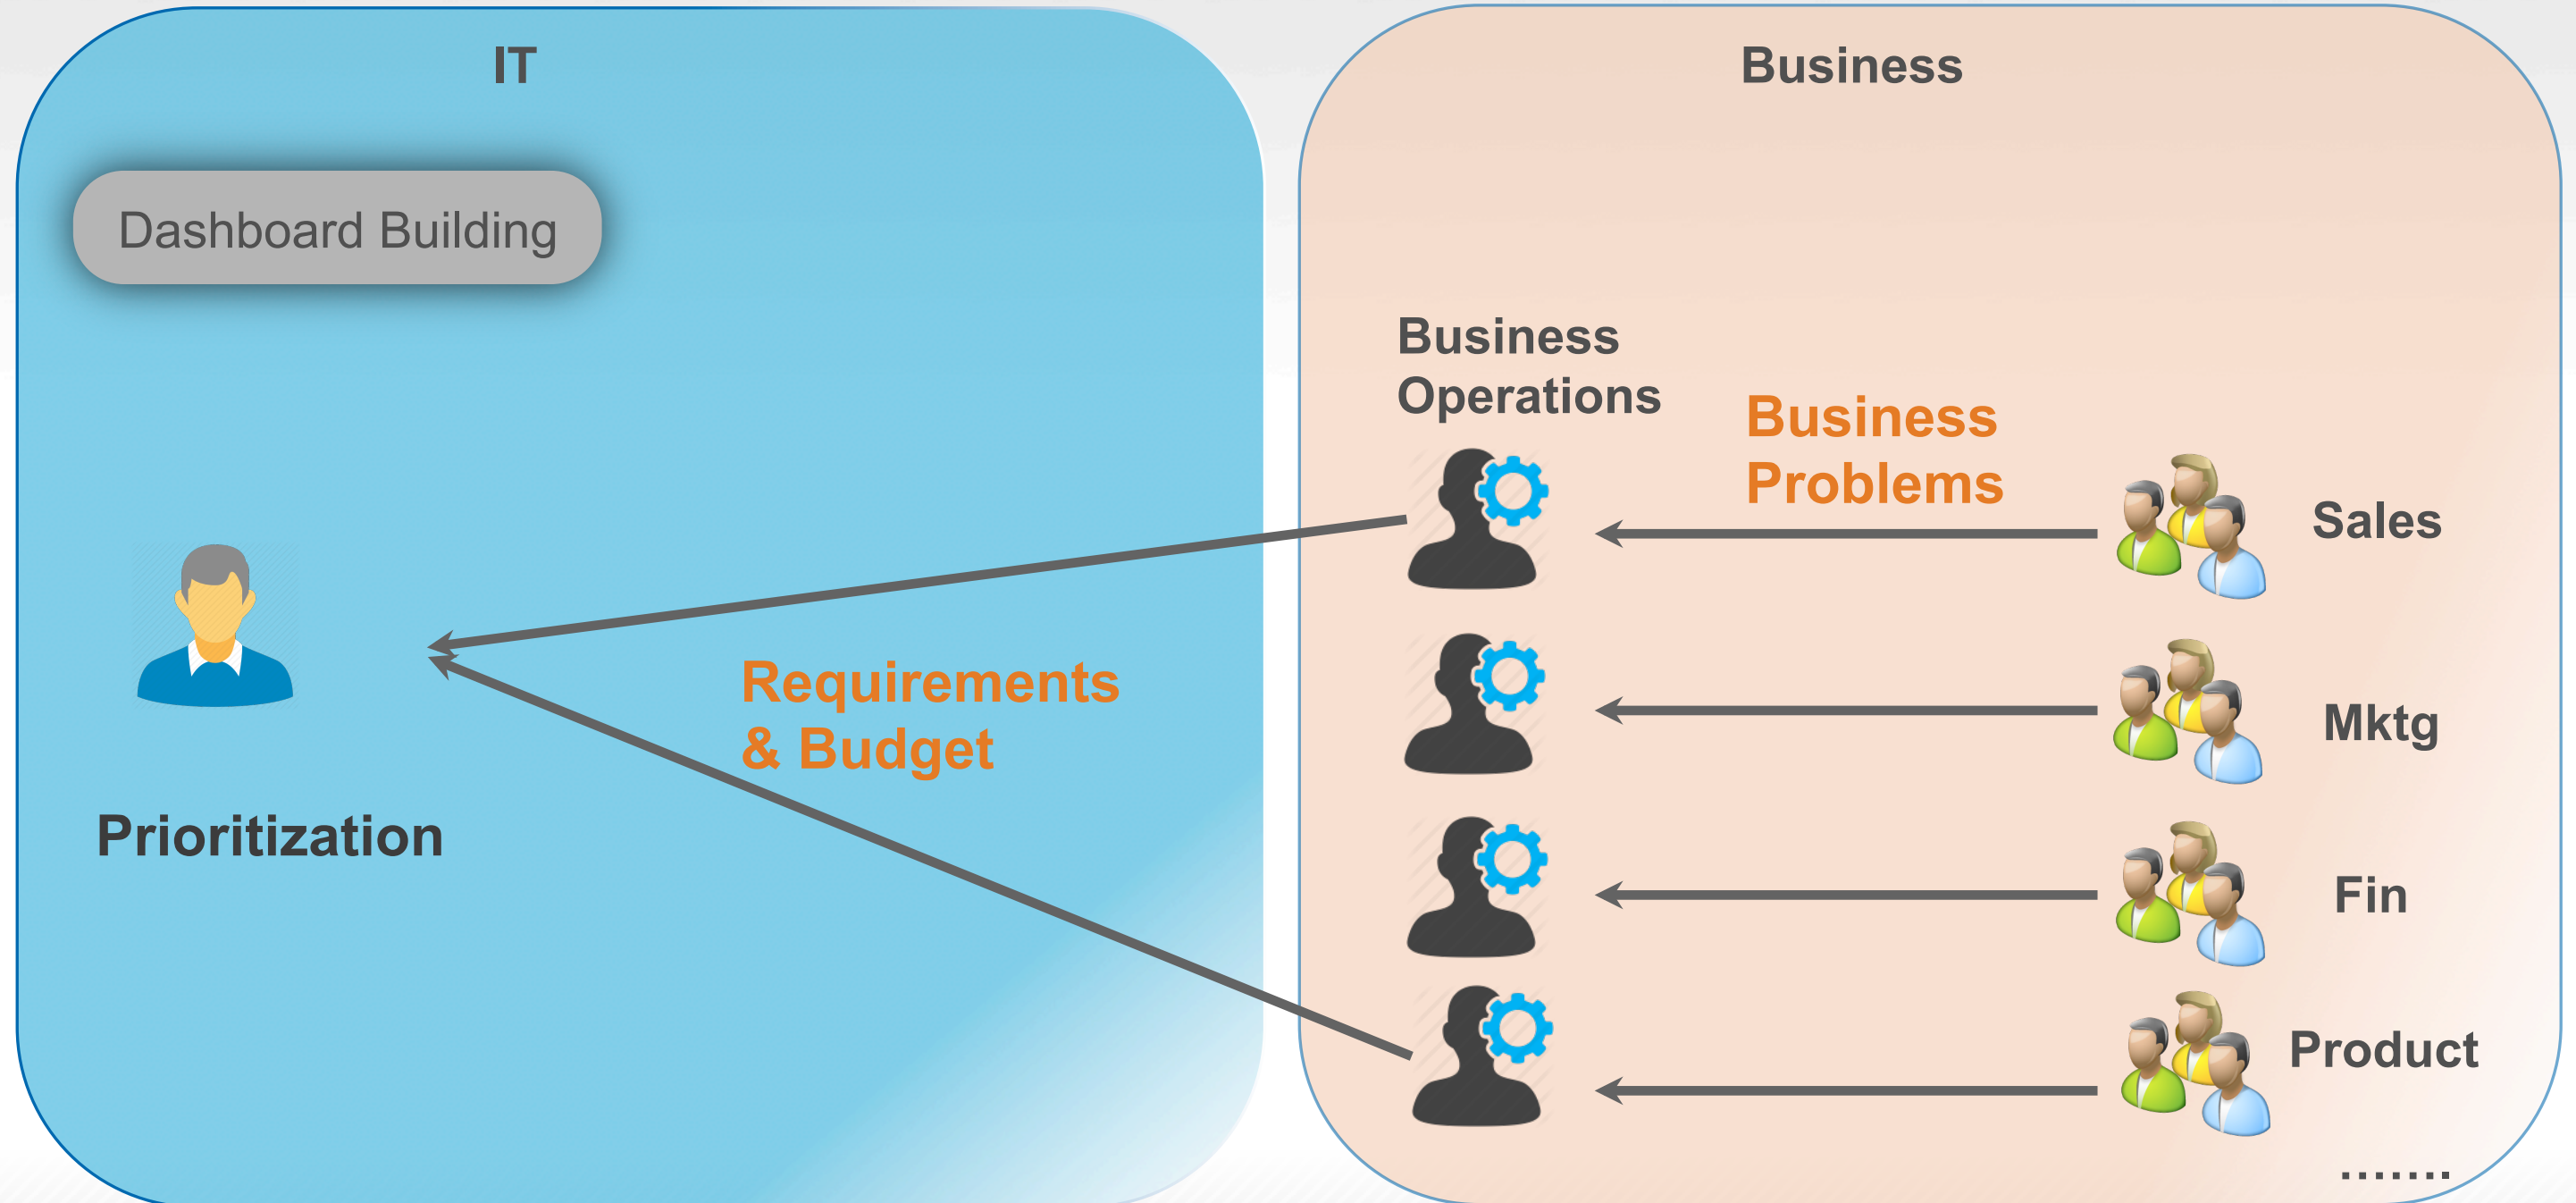 IT
Dashboard Building
Prioritization
Requirements
& Budget
Business
Business
Operations
Business
Problems
Sales
Mktg
Fin
Product
.......